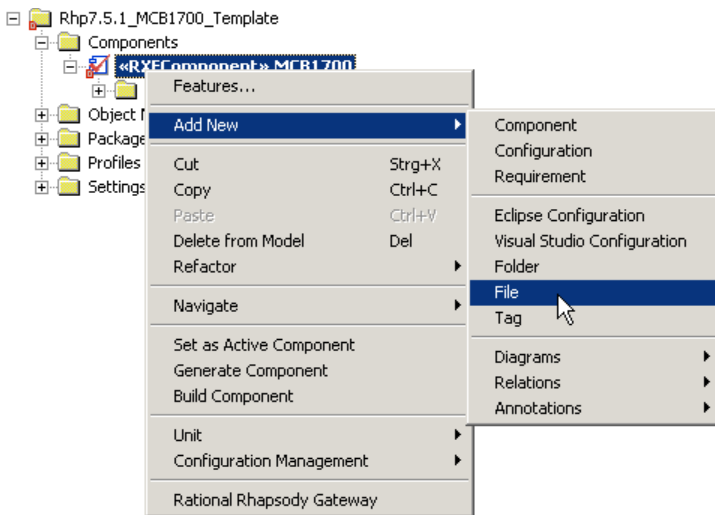 Rhp7.5.1_MCB1700_Template
Components
«RXFComponent» MCB1700
Object
Package
Profiles
Settings
Features...
Add New
Cut Strg+X
Copy Ctrl+C
Paste Ctrl+V
Delete from Model Del
Refactor
Navigate
Set as Active Component
Generate Component
Build Component
Unit
Configuration Management
Rational Rhapsody Gateway
Component
Configuration
Requirement
Eclipse Configuration
Visual Studio Configuration
Folder
File
Tag
Diagrams
Relations
Annotations